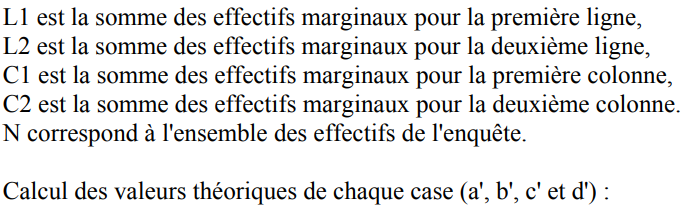 L1 est la somme des effectifs marginaux pour la première ligne,
L2 est la somme des effectifs marginaux pour la deuxième ligne,
C1 est la somme des effectifs marginaux pour la première colonne,
C2 est la somme des effectifs marginaux pour la deuxième colonne.
N correspond à l'ensemble des effectifs de l'enquête.
Calcul des valeurs théoriques de chaque case (a', b', c' et d') :